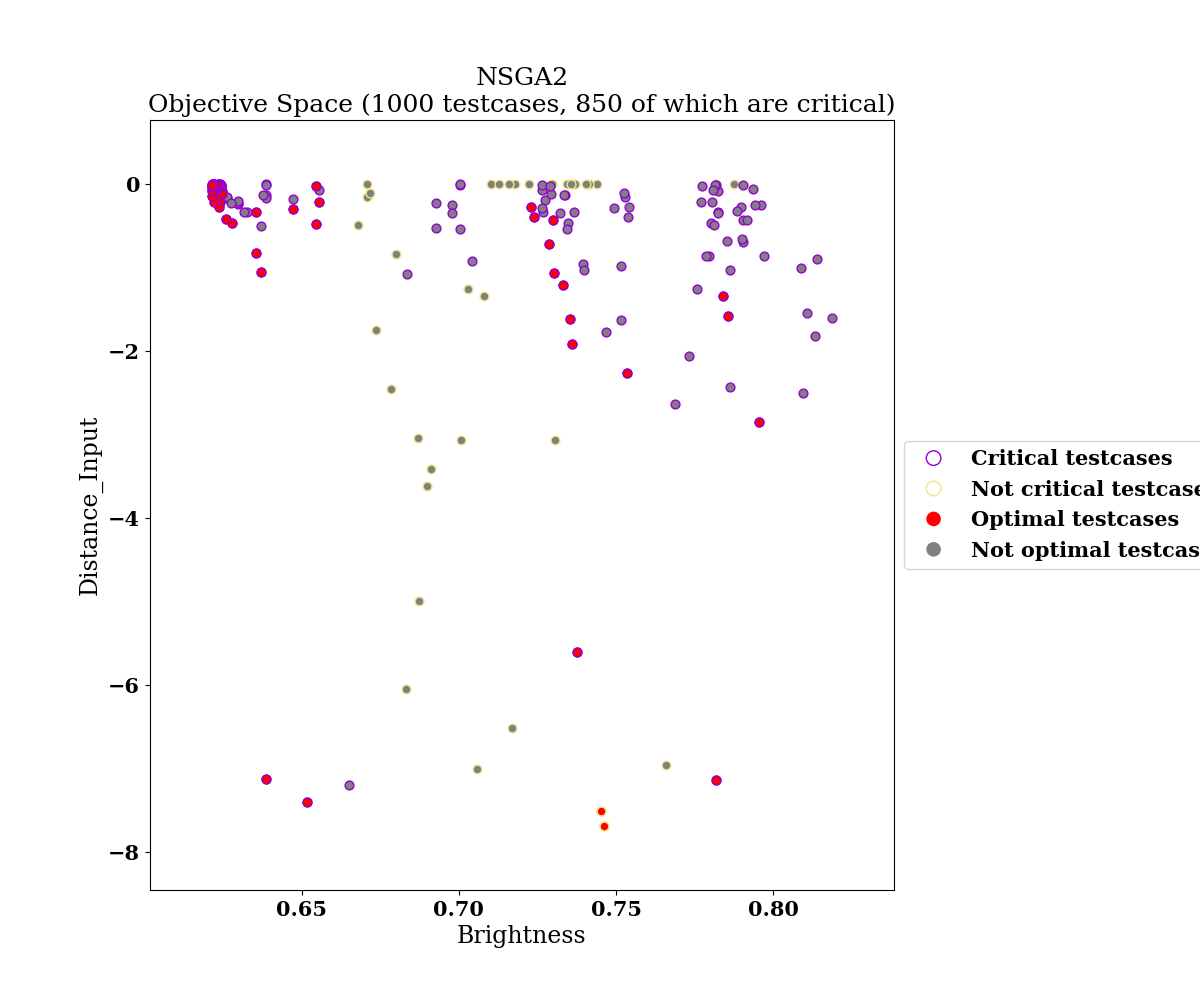 NSGA2
Objective Space (1000 testcases, 850 of which are critical)
0
−2
−4
−6
−8
Distance_Input
0.65 0.70 0.75 0.80
Brightness
Critical testcases
Not critical testcase
Optimal testcases
Not optimal testcas